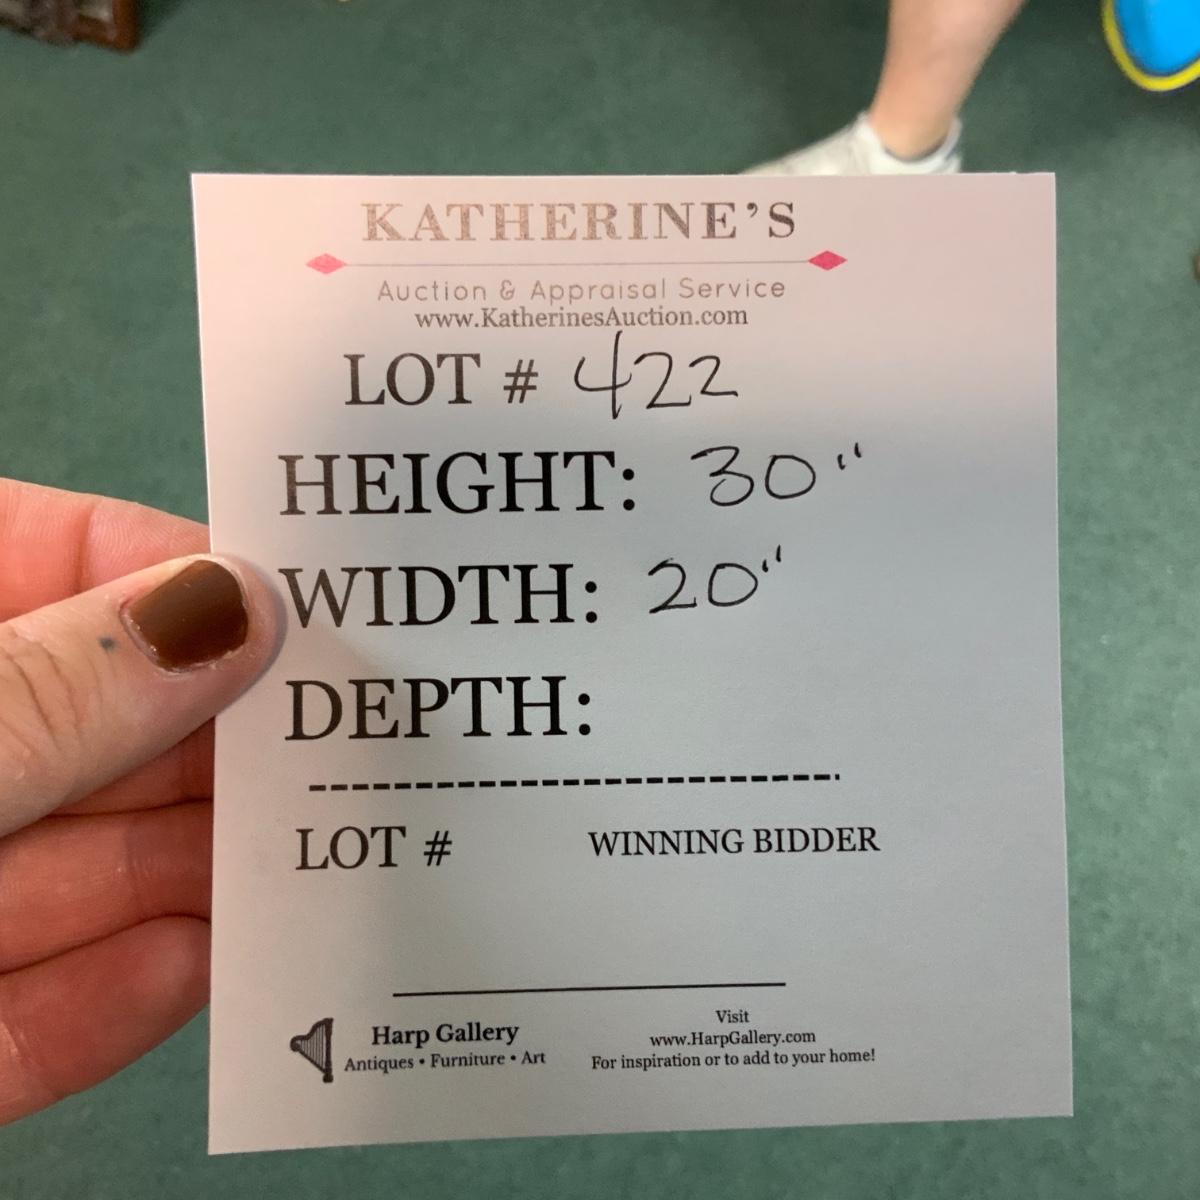 KATHERINE'S
Auction & Appraisal Service
www.KatherinesAuction.com
LOT # 422
HEIGHT: 30"
WIDTH: 20"
DEPTH:
LOT # WINNING BIDDER
Harp Gallery
Antiques • Furniture • Art
Visit
www.HarpGallery.com
For inspiration or to add to your home!